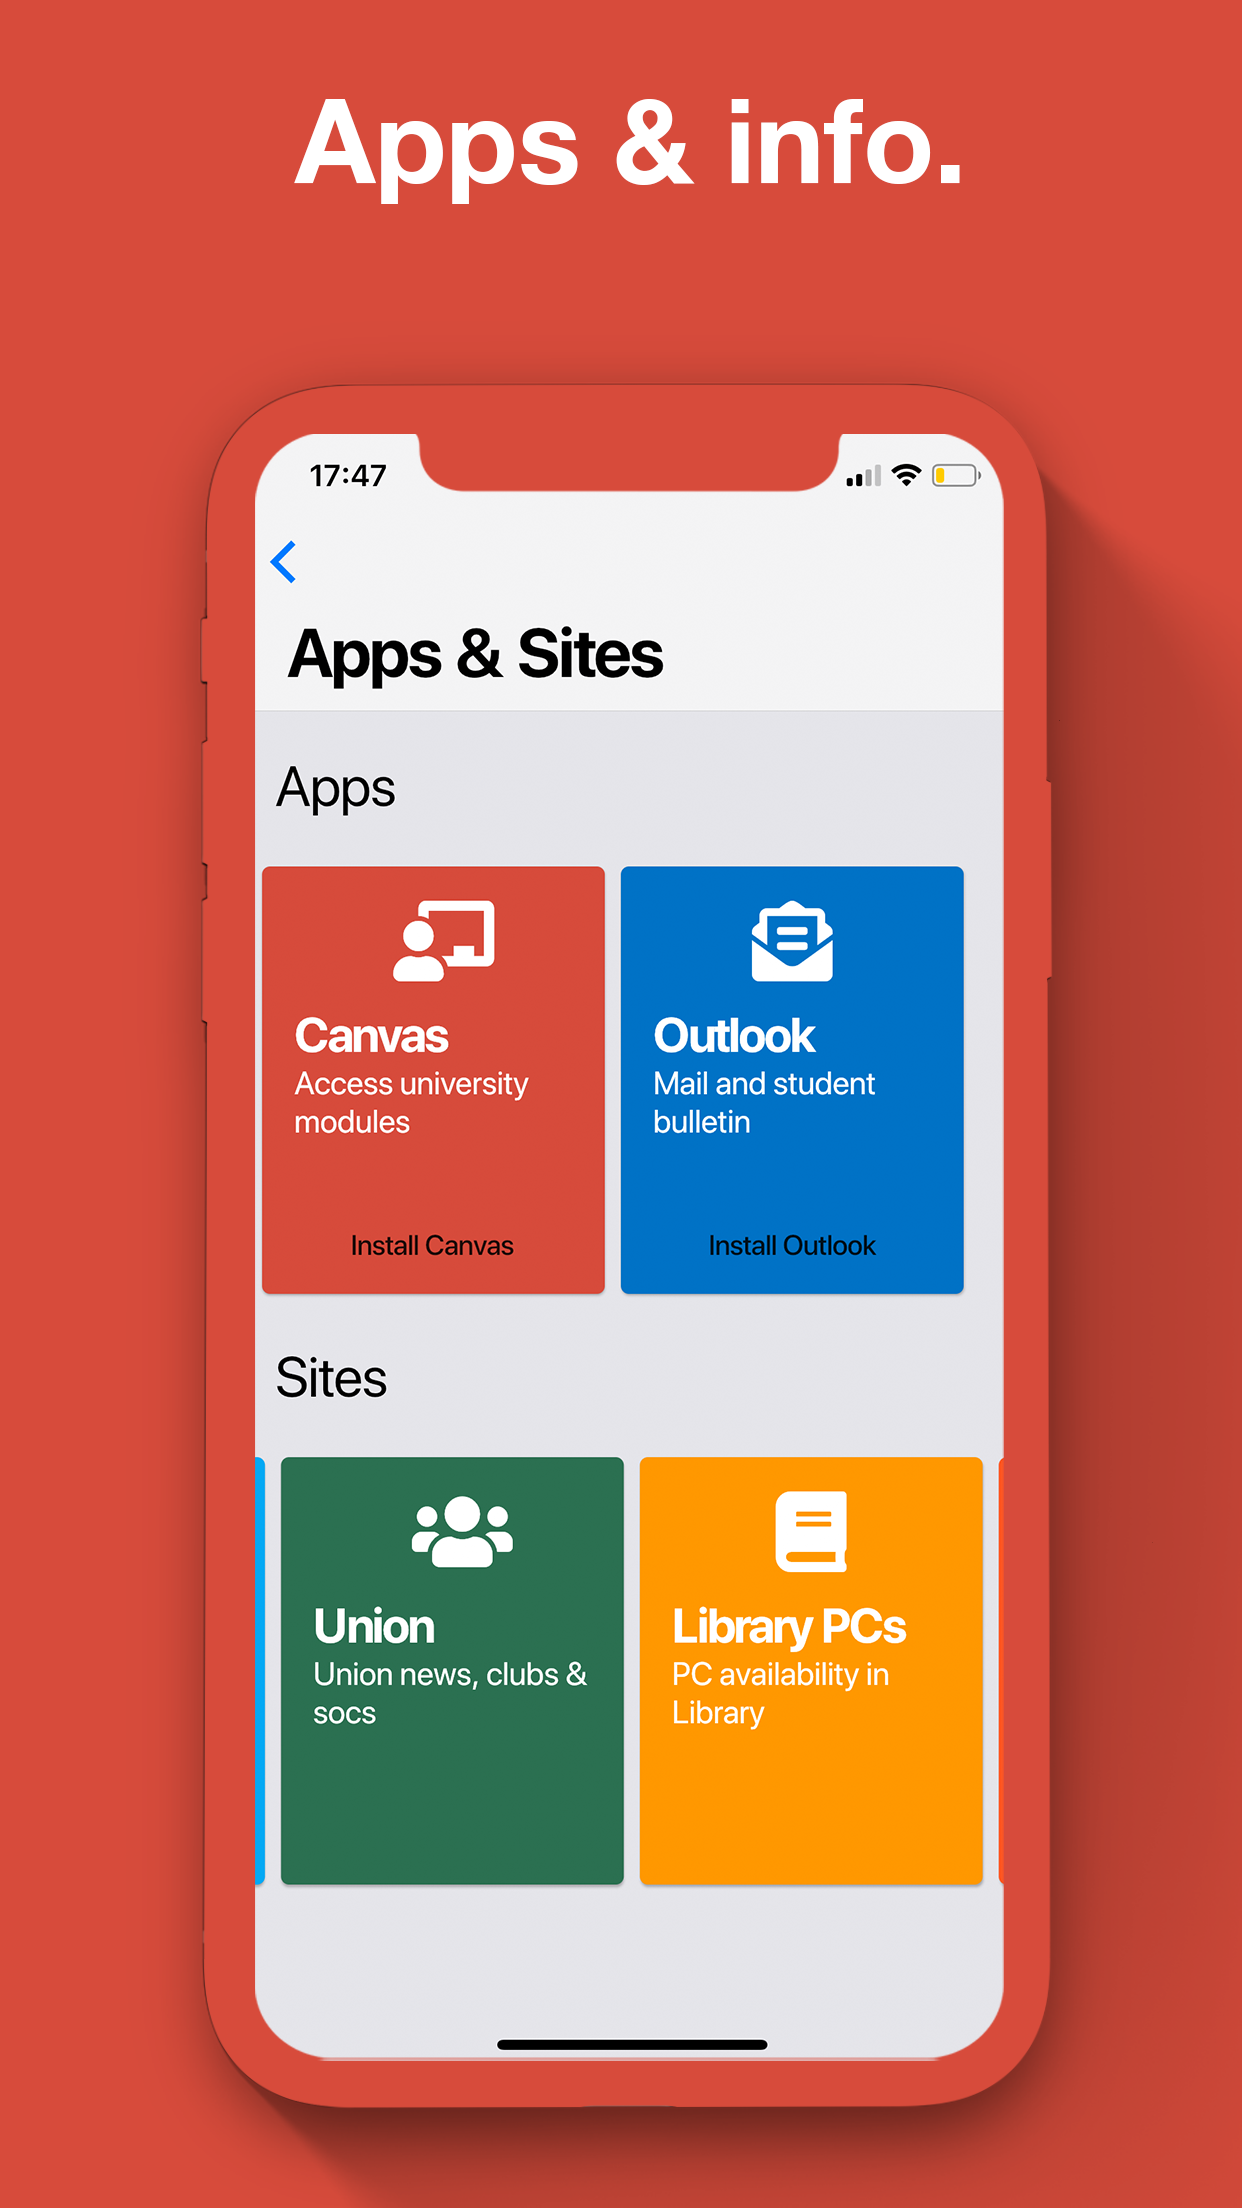 Apps & info.
17:47
Apps & Sites
Apps
Canvas
Access university
modules
Install Canvas
Outlook
Mail and student
bulletin
Install Outlook
Sites
Union
Union news, clubs &
socs
Library PCs
PC availability in
Library